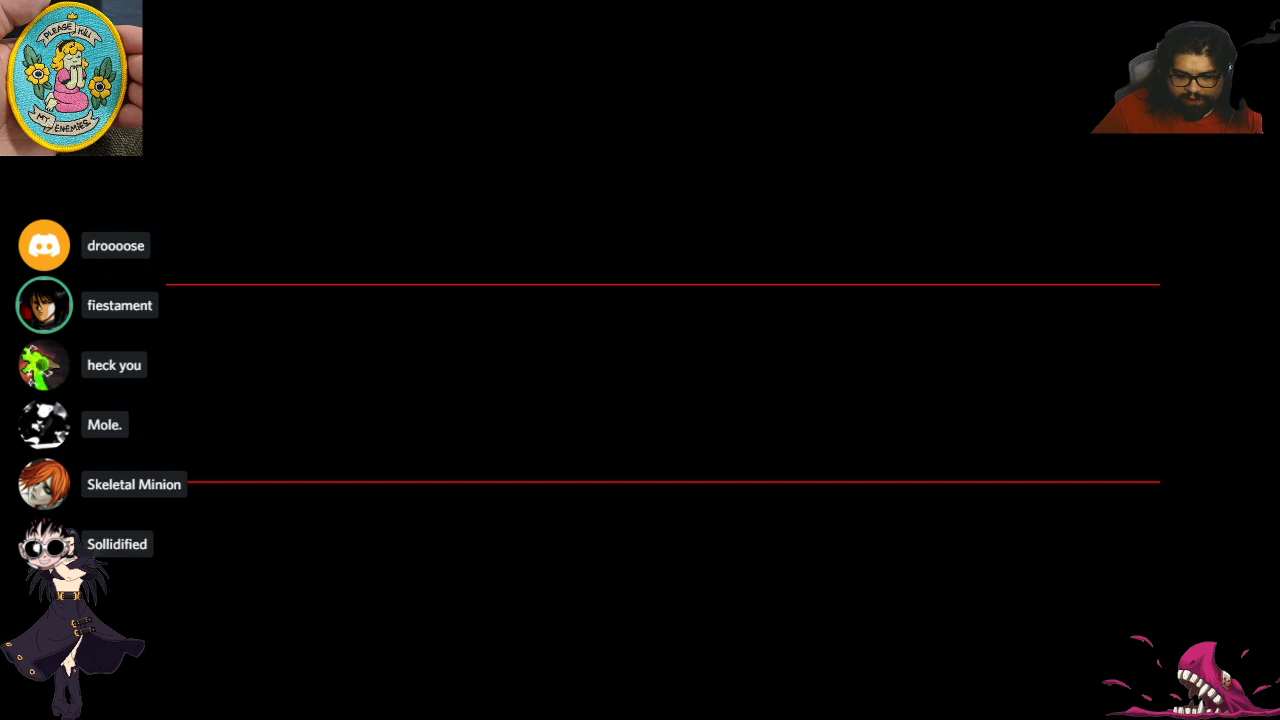 PLEASE KILL
MY ENEMIES
droooose
fiestament
heck you
Mole.
Skeletal Minion
Sollidified